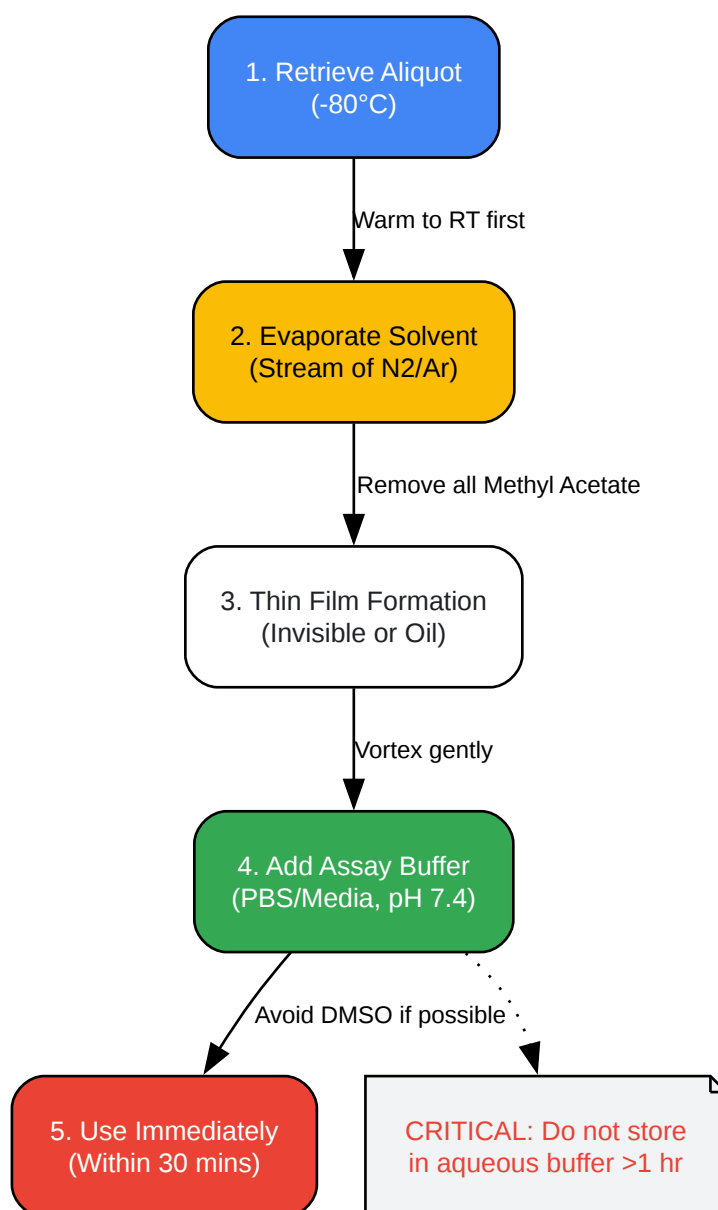 1. Retrieve Aliquot
(-80°C)
Warm to RT first
2. Evaporate Solvent
(Stream of N2/Ar)
Remove all Methyl Acetate
3. Thin Film Formation
(Invisible or Oil)
Vortex gently
4. Add Assay Buffer
(PBS/Media, pH 7.4)
Avoid DMSO if possible
5. Use Immediately
(Within 30 mins)
CRITICAL: Do not store
in aqueous buffer >1 hr